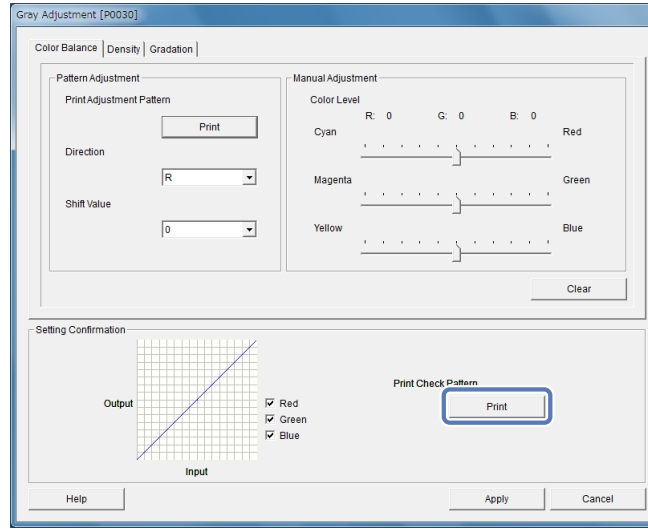 Gray Adjustment [P0030]
Color Balance Density Gradation
Pattern Adjustment
Print Adjustment Pattern
Print
Direction
R
Shift Value
0
Manual Adjustment
Color Level
R: 0 G: 0 B: 0
Cyan Red
Magenta Green
Yellow Blue
Clear
Setting Confirmation
Output
Input
Red
Green
Blue
Print Check Pattern
Print
Help Apply Cancel